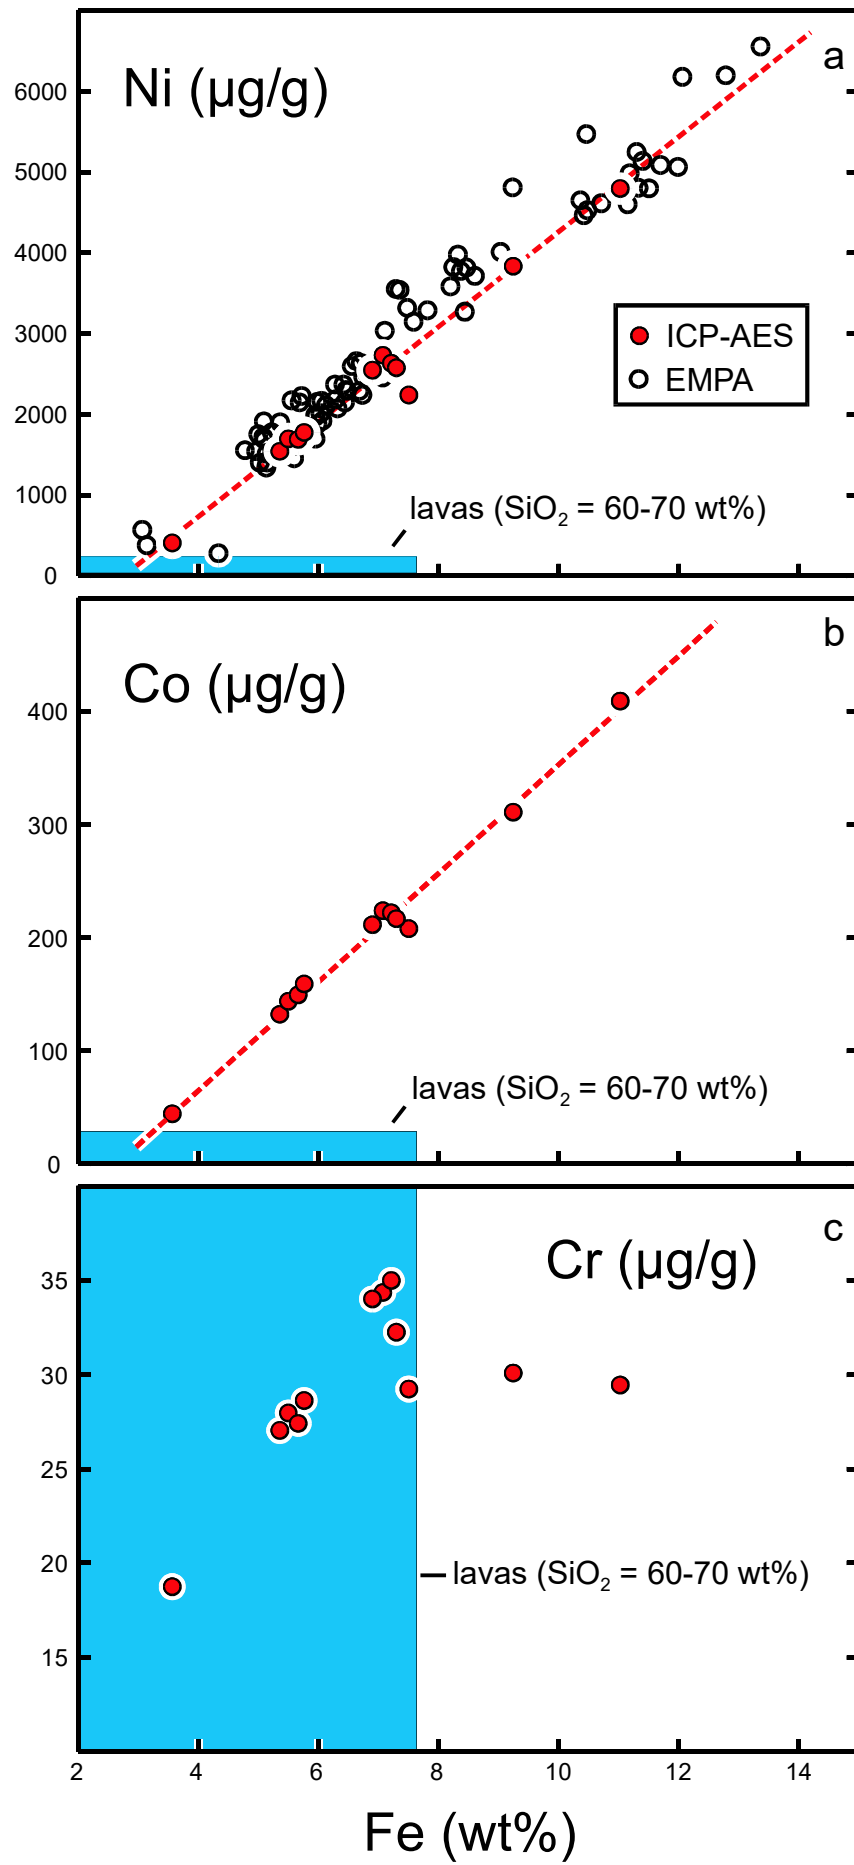 a
Ni (µg/g)
6000
5000
4000
3000
2000
1000
0
ICP-AES
EMPA
lavas (SiO₂ = 60-70 wt%)
b
Co (µg/g)
400
300
200
100
0
lavas (SiO₂ = 60-70 wt%)
c
Cr (µg/g)
35
30
25
20
15
lavas (SiO₂ = 60-70 wt%)
2 4 6 8 10 12 14
Fe (wt%)